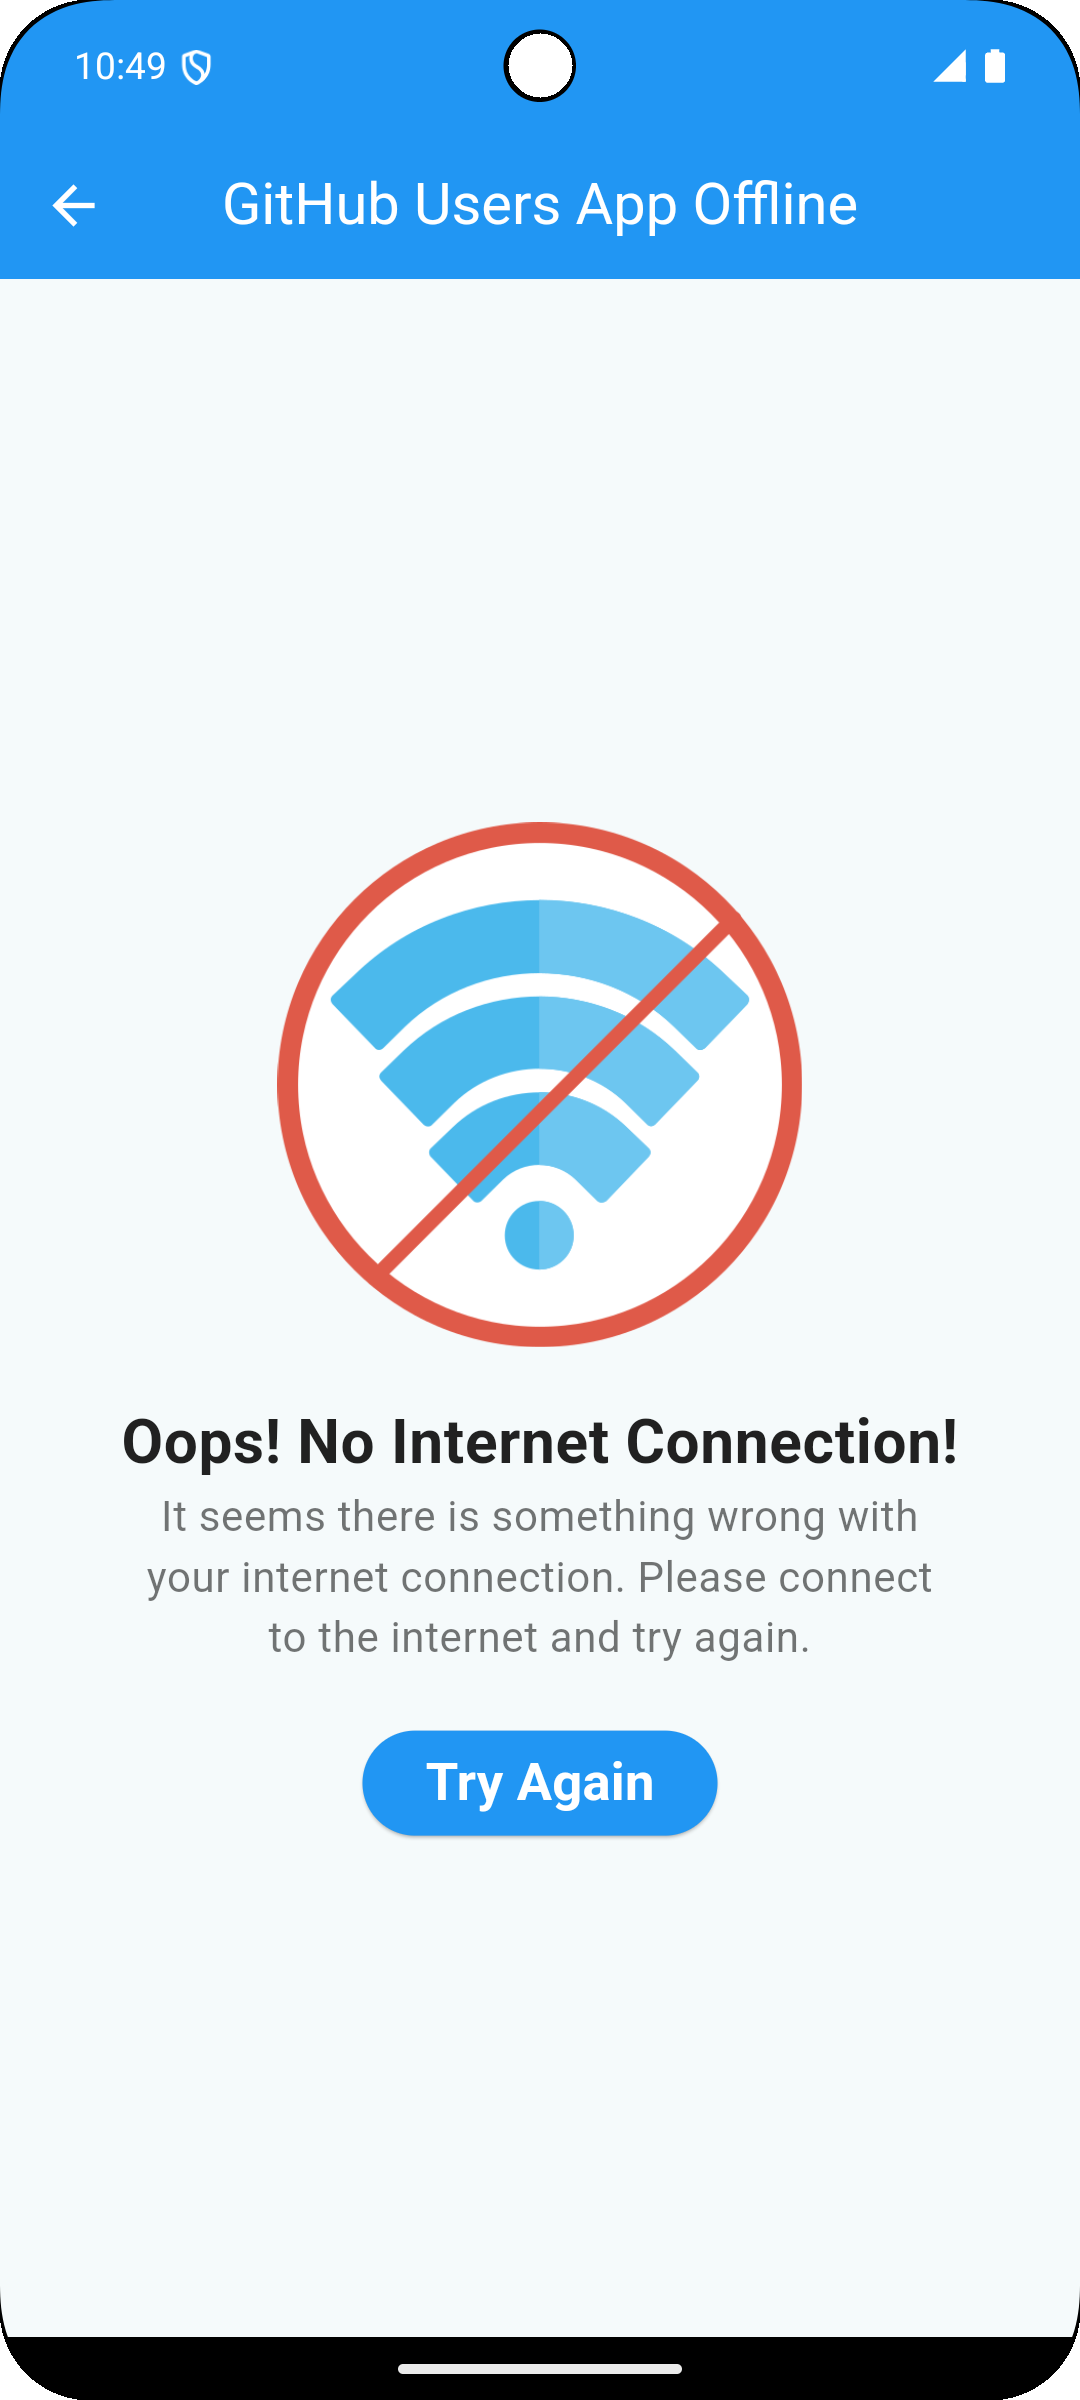 10:49
GitHub Users App Offline
Oops! No Internet Connection!
It seems there is something wrong with
your internet connection. Please connect
to the internet and try again.
Try Again